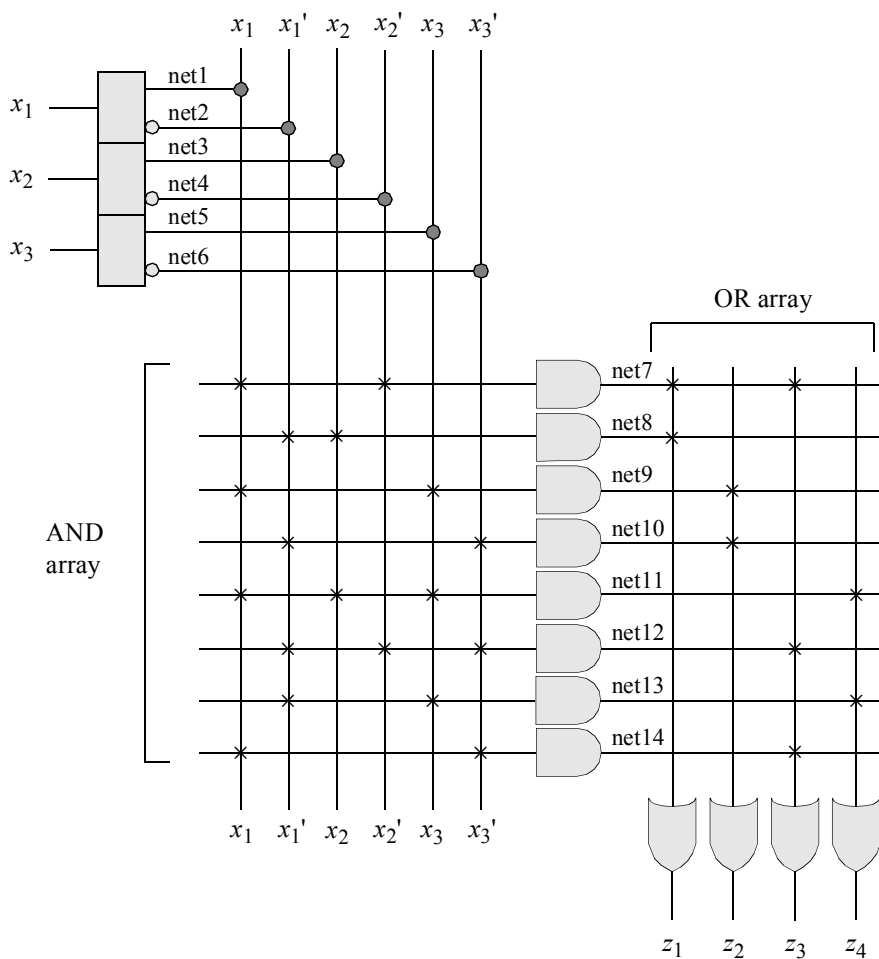 x1 x1' x2 x2' x3 x3'
net1
x1
net2
net3
x2
net4
net5
x3
net6
OR array
net7
net8
net9
AND
array
net10
net11
net12
net13
net14
x1 x1' x2 x2' x3 x3'
z1 z2 z3 z4